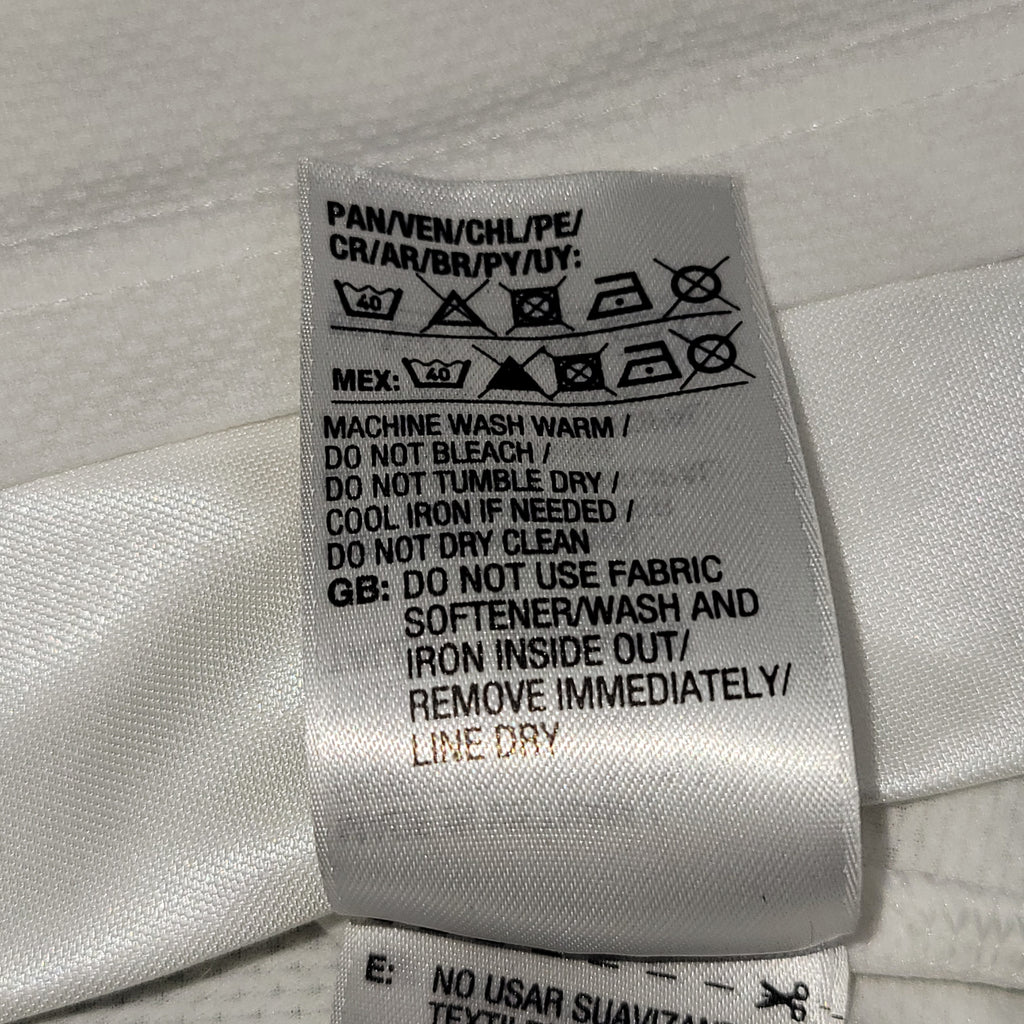 PAN/VEN/CHL/PE/
CR/AR/BR/PY/UY:
40
MEX: 40
MACHINE WASH WARM /
DO NOT BLEACH /
DO NOT TUMBLE DRY /
COOL IRON IF NEEDED /
DO NOT DRY CLEAN
GB: DO NOT USE FABRIC
SOFTENER/WASH AND
IRON INSIDE OUT/
REMOVE IMMEDIATELY/
LINE DRY
E: NO USAR